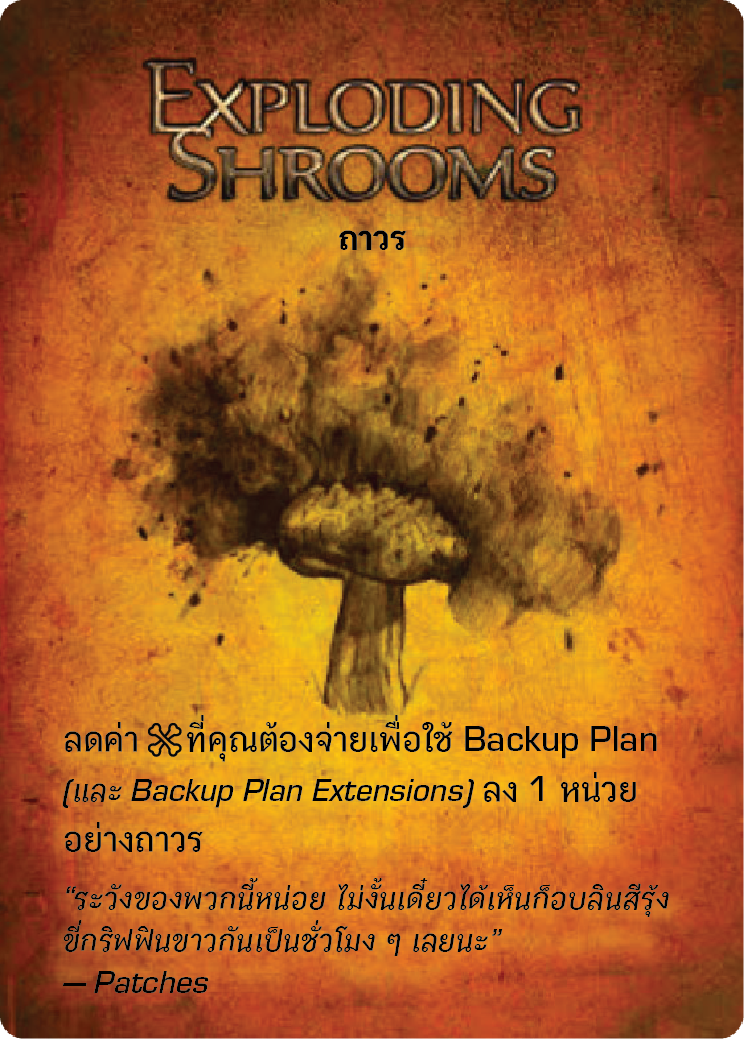 EXPLODING
SHROOMS
ถาวร
ลดค่า ที่คุณต้องจ่ายเพื่อใช้ Backup Plan
(และ Backup Plan Extensions) ลง 1 หน่วย
อย่างถาวร
“ระวังของพวกนี้หน่อย ไม่งั้นเดี๋ยวได้เห็นก็อบลินสีรุ้ง
ขี่กริฟฟินขาวกันเป็นชั่วโมง ๆ เลยนะ”
— Patches